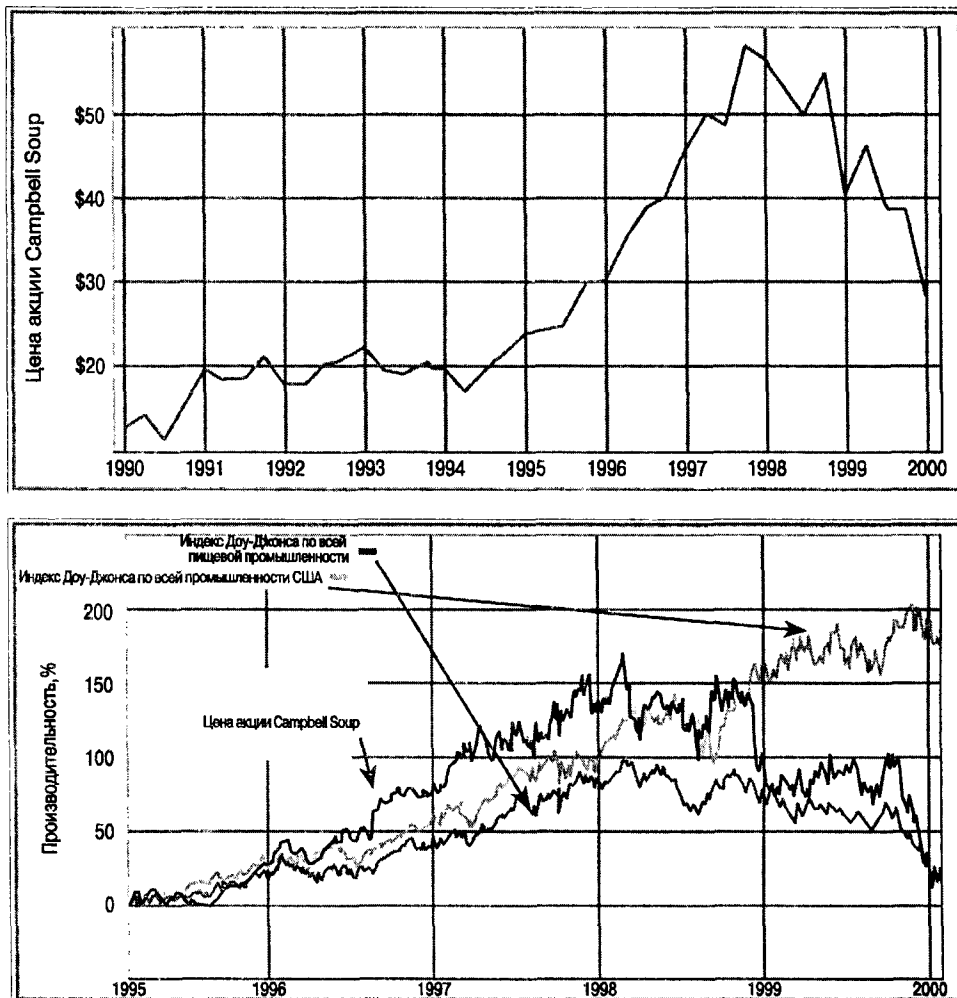 Цена акции Campbell Soup
$50
$40
$30
$20
1990 1991 1992 1993 1994 1995 1996 1997 1998 1999 2000
Индекс Доу-Джонса по всей
пищевой промышленности
Индекс Доу-Джонса по всей промышленности США
Производительность, %
200
150
Цена акции Campbell Soup
100
50
0
1995 1996 1997 1998 1999 2000